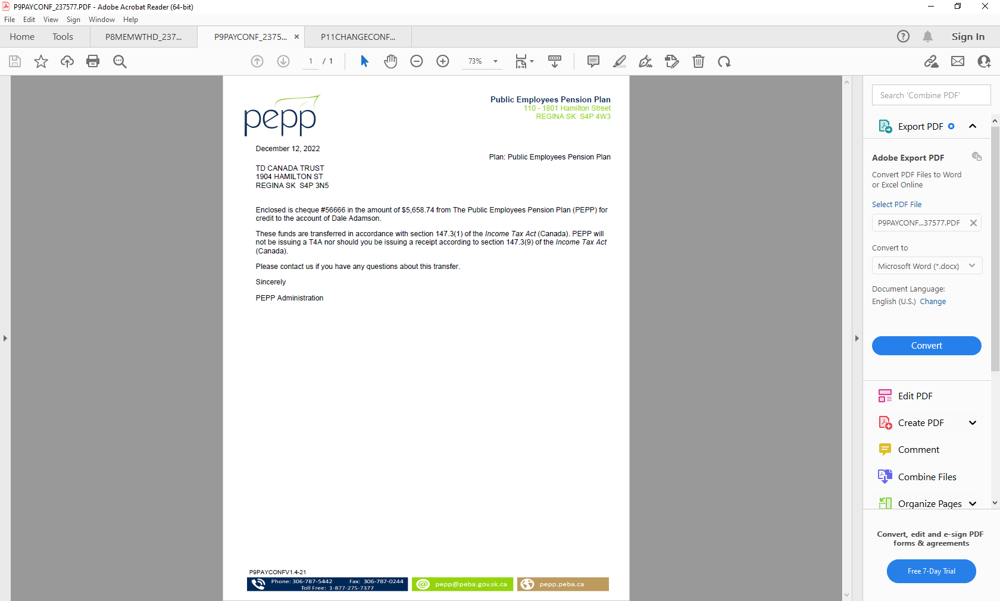 P9PAYCONF_237577.PDF - Adobe Acrobat Reader (64-bit)
File Edit View Sign Window Help
Home Tools P8MEMWTHD_237... P9PAYCONF_2375... P11CHANGECONF...
Sign In
1 / 1 73%
pepp
Public Employees Pension Plan
110 - 1801 Hamilton Street
REGINA SK S4P 4W3
December 12, 2022
Plan: Public Employees Pension Plan
TD CANADA TRUST
1904 HAMILTON ST
REGINA SK S4P 3N5
Enclosed is cheque #56666 in the amount of $5,658.74 from The Public Employees Pension Plan (PEPP) for
credit to the account of Dale Adamson.
These funds are transferred in accordance with section 147.3(1) of the Income Tax Act (Canada). PEPP will
not be issuing a T4A nor should you be issuing a receipt according to section 147.3(9) of the Income Tax Act
(Canada).
Please contact us if you have any questions about this transfer.
Sincerely
PEPP Administration
P9PAYCONFV1.4-21
Phone: 306-787-5442 Fax: 306-787-0244
Toll Free: 1-877-275-7377
pepp@peba.gov.sk.ca
pepp.peba.ca
Search 'Combine PDF'
Export PDF
Adobe Export PDF
Convert PDF Files to Word
or Excel Online
Select PDF File
P9PAYCONF...37577.PDF
Convert to
Microsoft Word (*.docx)
Document Language:
English (U.S.) Change
Convert
Edit PDF
Create PDF
Comment
Combine Files
Organize Pages
Convert, edit and e-sign PDF
forms & agreements
Free 7-Day Trial